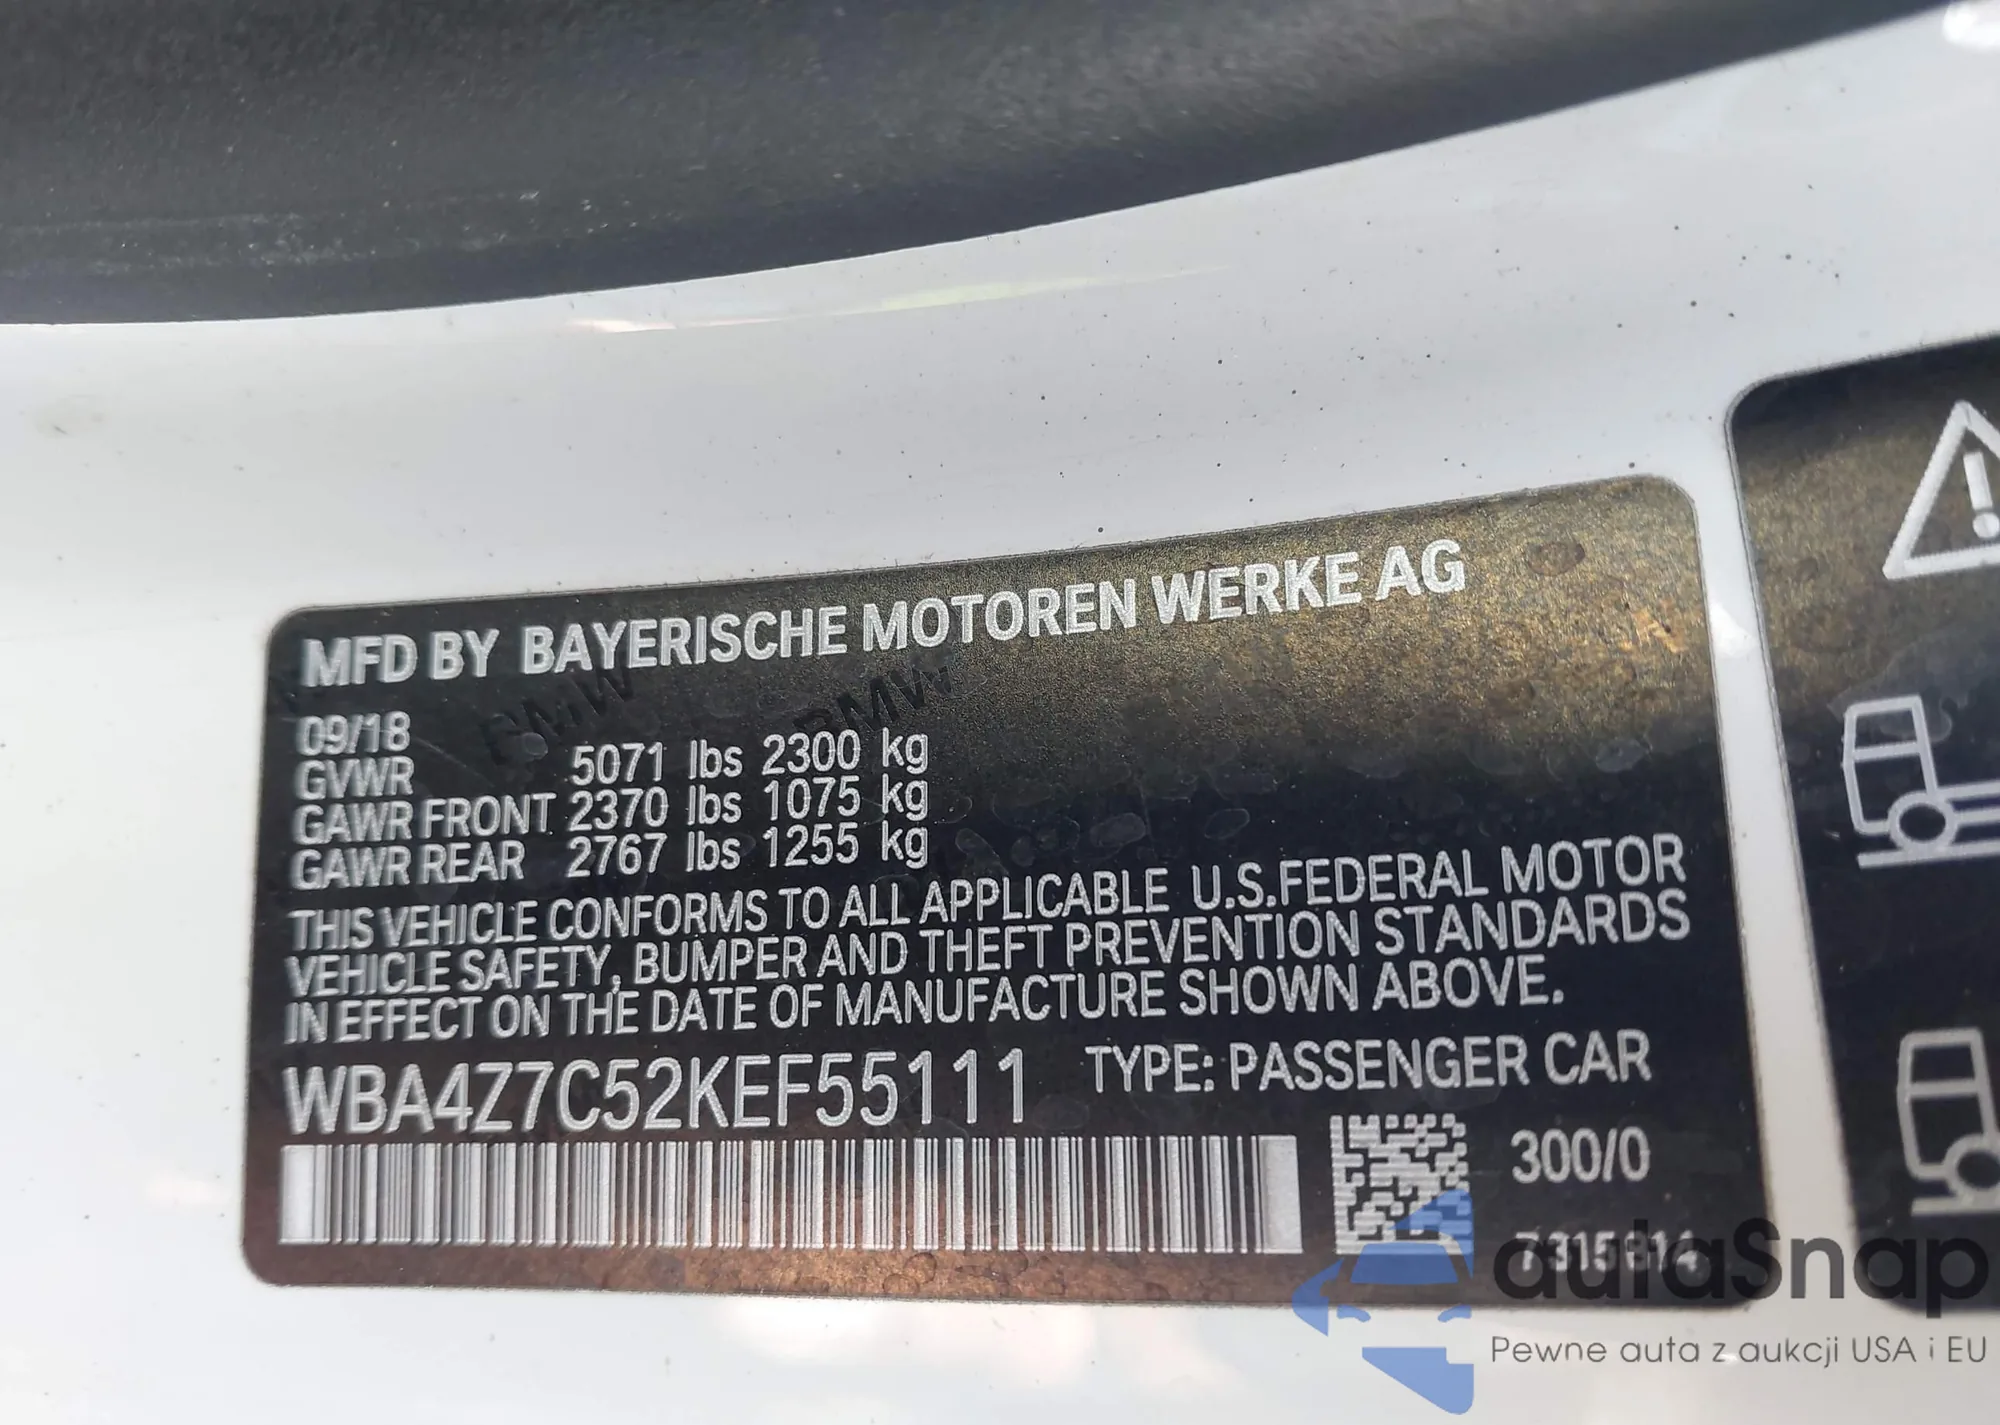 MFD BY BAYERISCHE MOTOREN WERKE AG
BMW BMW
09/18
GVWR 5071 lbs 2300 kg
GAWR FRONT 2370 lbs 1075 kg
GAWR REAR 2767 lbs 1255 kg
THIS VEHICLE CONFORMS TO ALL APPLICABLE U.S.FEDERAL MOTOR
VEHICLE SAFETY, BUMPER AND THEFT PREVENTION STANDARDS
IN EFFECT ON THE DATE OF MANUFACTURE SHOWN ABOVE.
WBA4Z7C52KEF55111 TYPE: PASSENGER CAR
300/0
autaSnap
Pewne auta z aukcji USA i EU